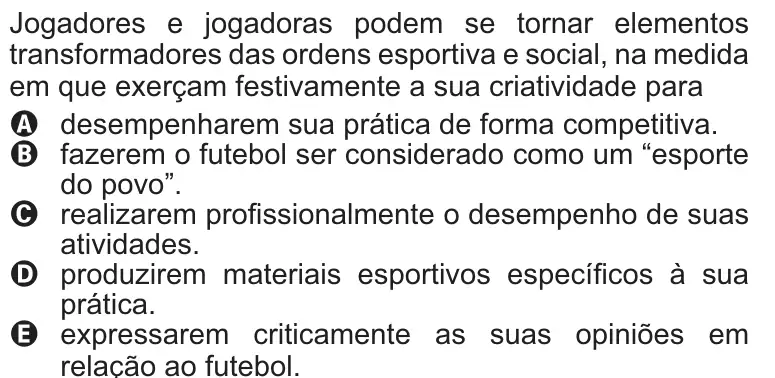 Jogadores e jogadoras podem se tornar elementos
transformadores das ordens esportiva e social, na medida
em que exerçam festivamente a sua criatividade para
A desempenharem sua prática de forma competitiva.
B fazerem o futebol ser considerado como um “esporte
do povo”.
C realizarem profissionalmente o desempenho de suas
atividades.
D produzirem materiais esportivos específicos à sua
prática.
E expressarem criticamente as suas opiniões em
relação ao futebol.